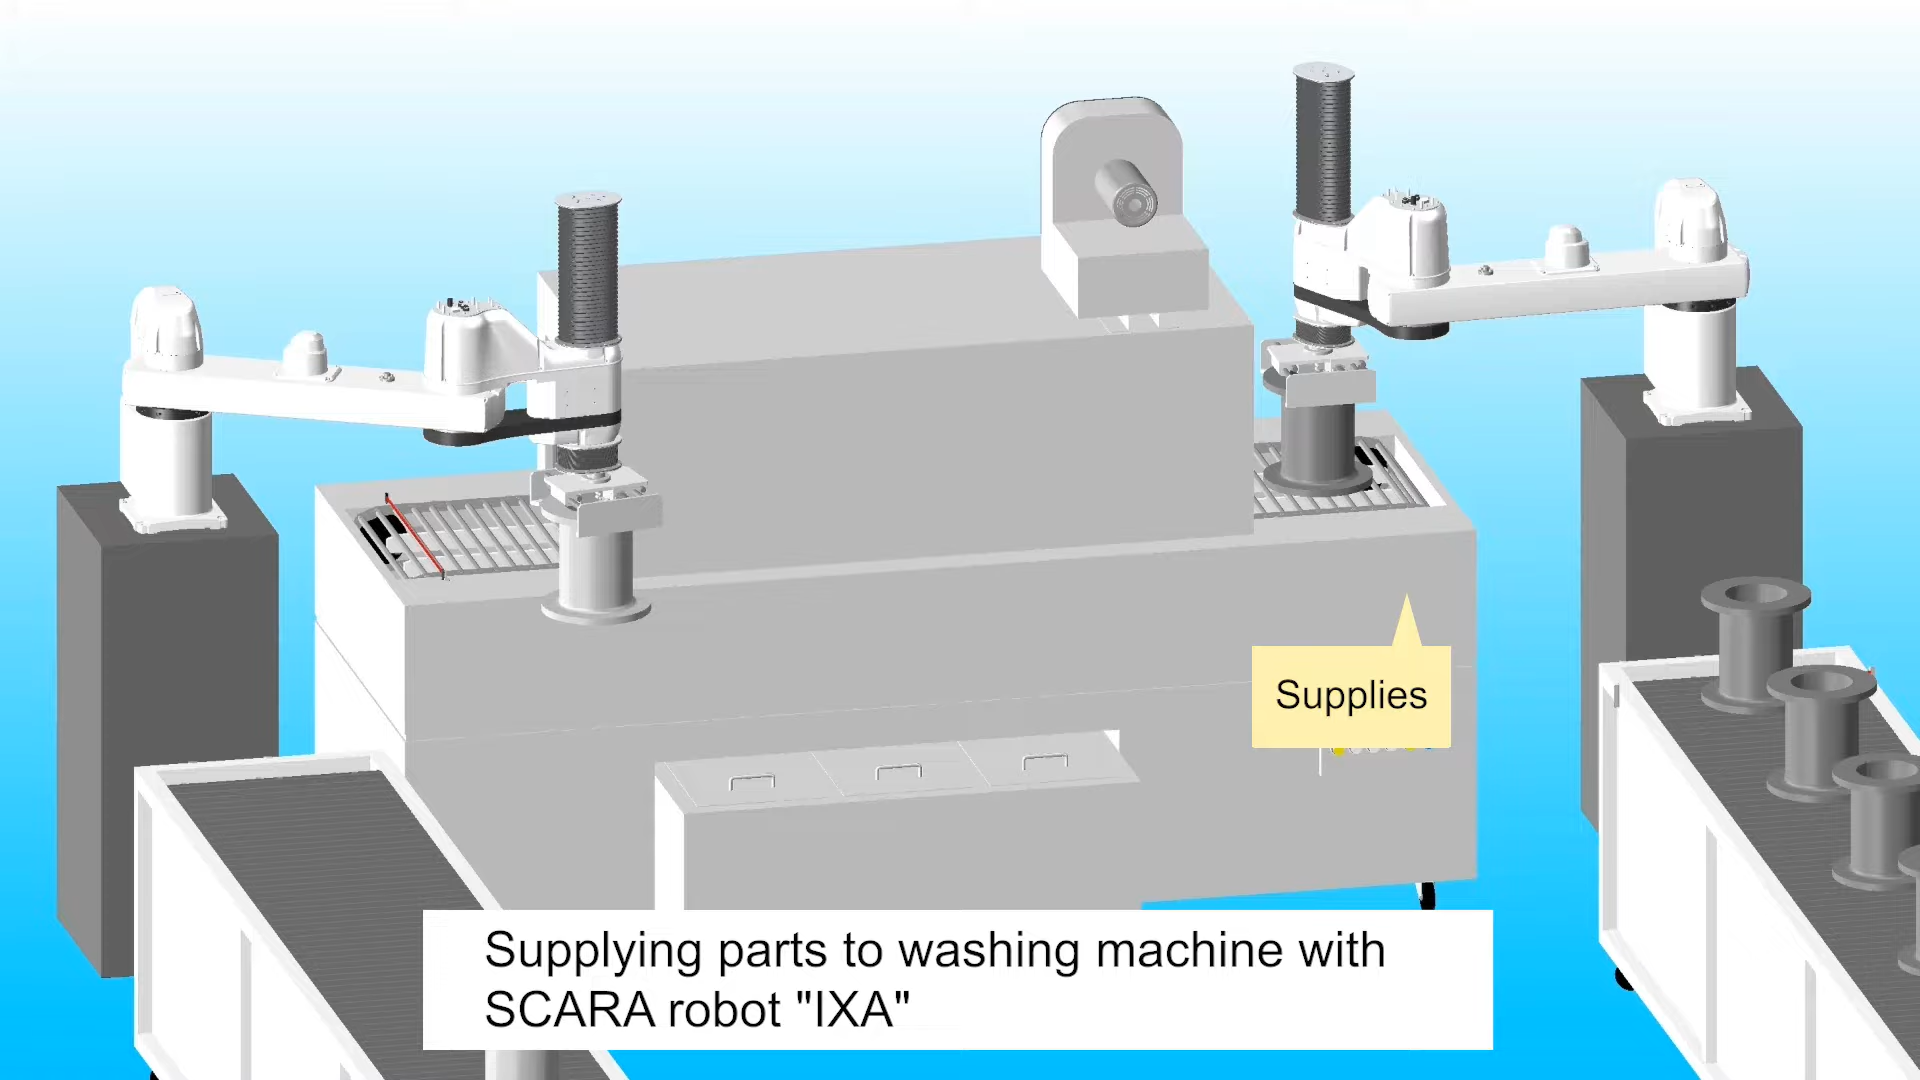 Supplies
Supplying parts to washing machine with
SCARA robot "IXA"